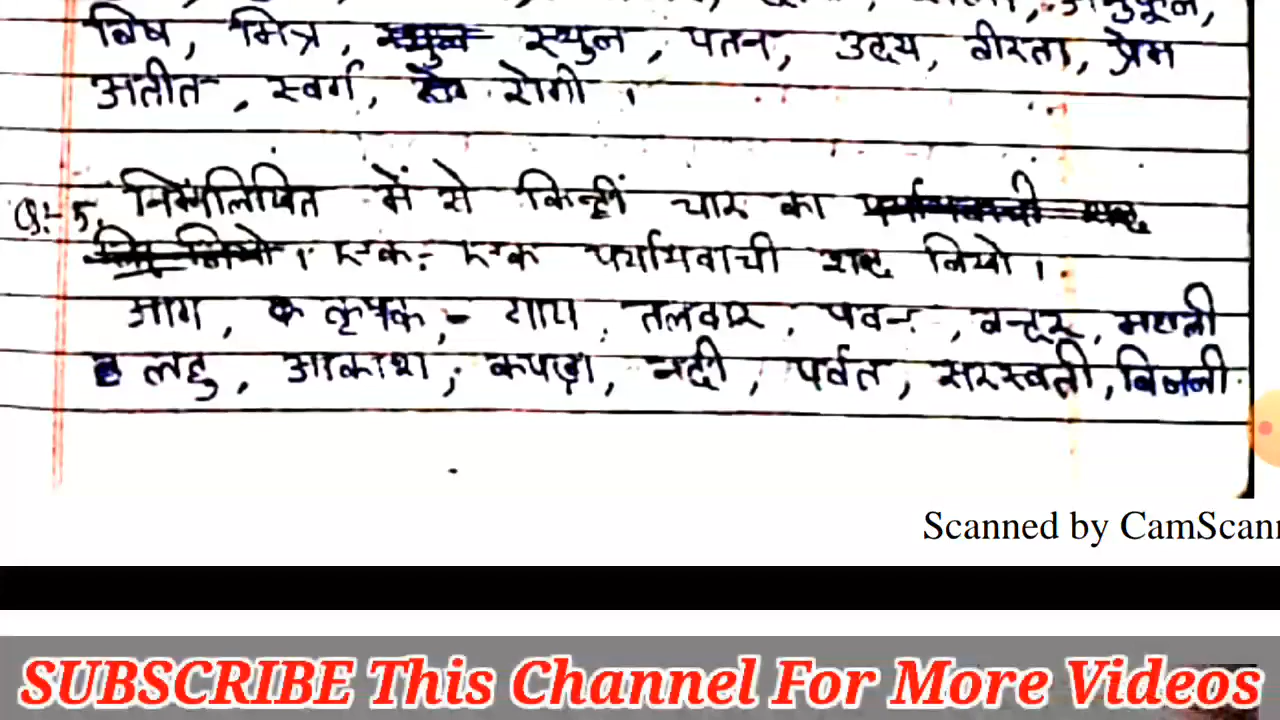 विष, मित्र, स्थुल, पतन, उदय, वीरता, प्रेम
अतीत, स्वर्ग, रोगी ।
Q:- 5. निम्नलिखित में से किन्हीं चार का
। एक- एक पर्यायवाची शब्द लिखो ।
आग, कृषक, - गाय, तलवार, पवन, बन्दर, मछली
लहु, आकाश, कपड़ा, नदी, पर्वत, सरस्वती, बिजली
Scanned by CamScann
SUBSCRIBE This Channel For More Videos